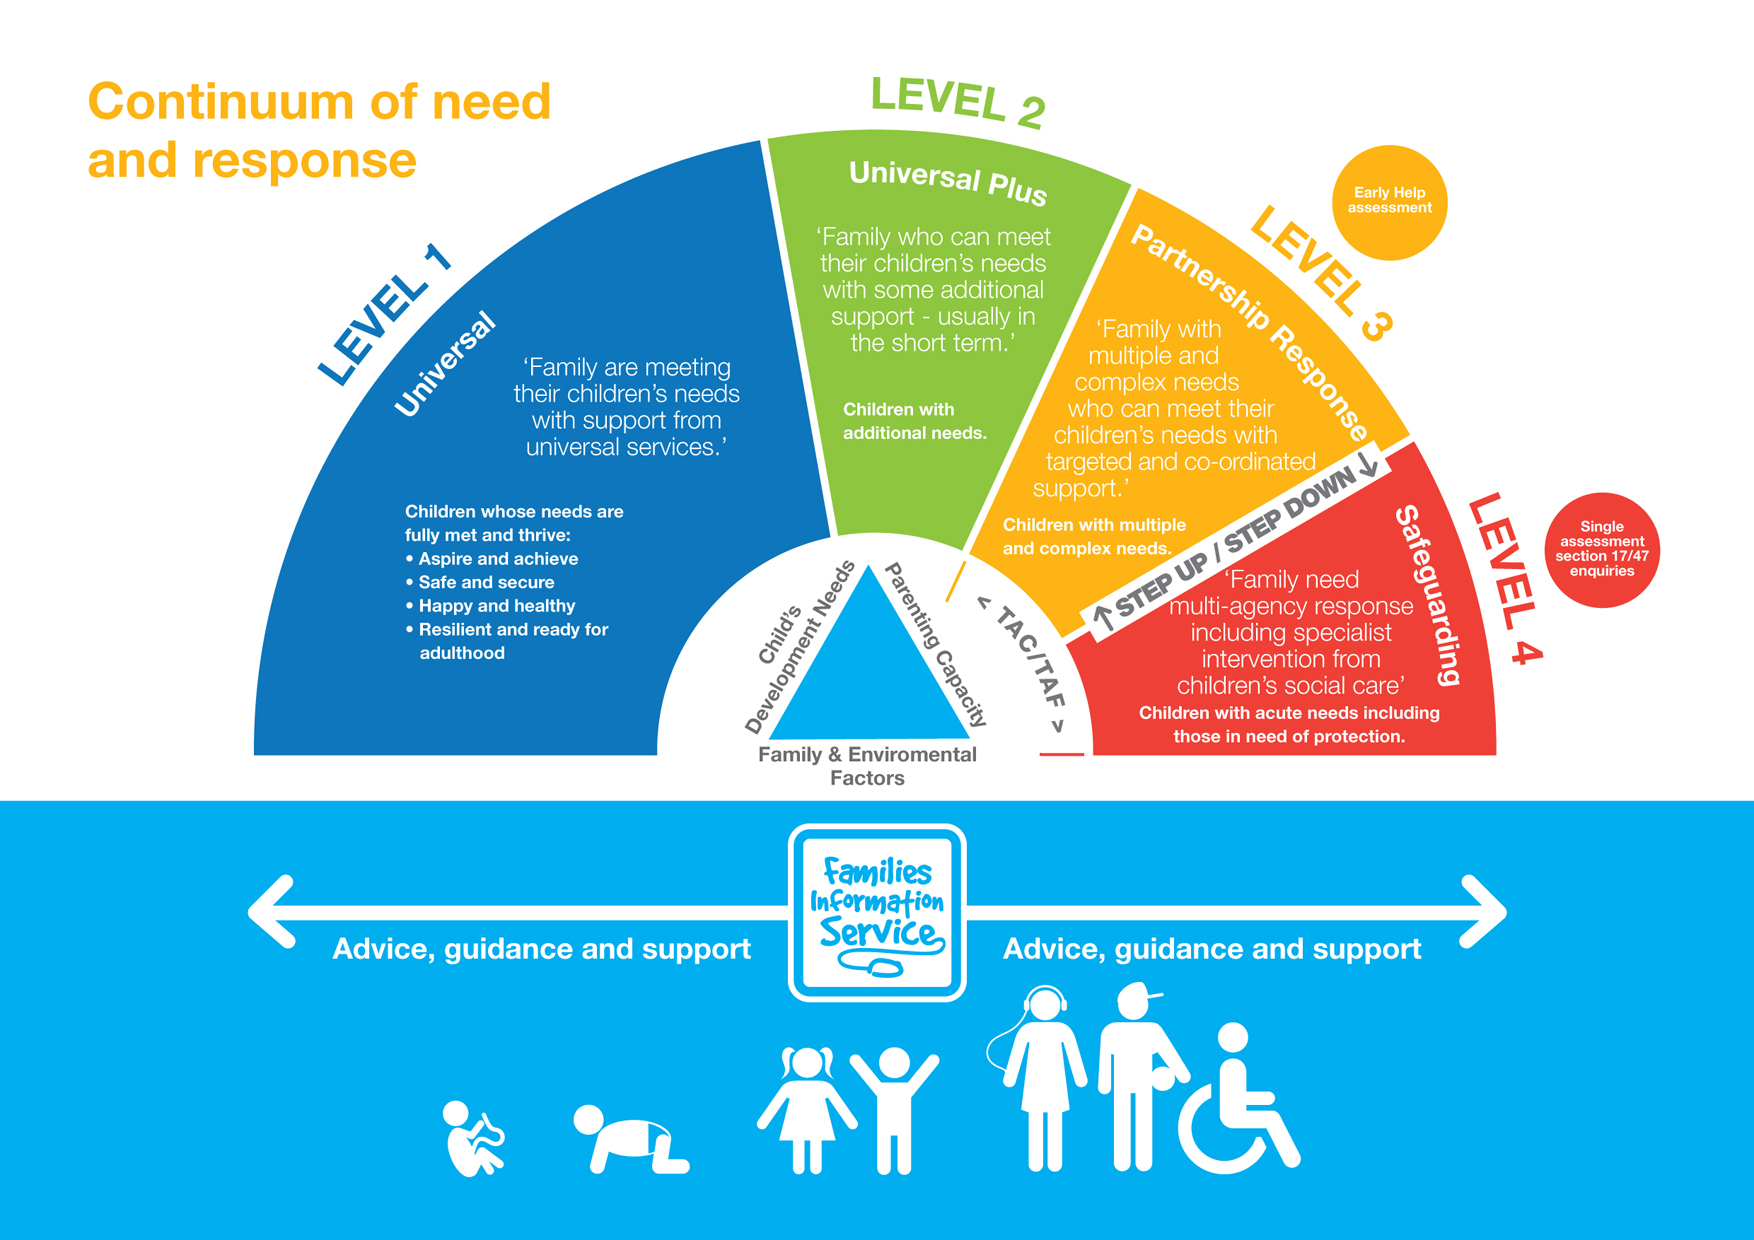 Continuum of need
and response
LEVEL 1
Universal
‘Family are meeting
their children’s needs
with support from
universal services.’
Children whose needs are
fully met and thrive:
• Aspire and achieve
• Safe and secure
• Happy and healthy
• Resilient and ready for
adulthood
LEVEL 2
Universal Plus
‘Family who can meet
their children’s needs
with some additional
support - usually in
the short term.’
Children with
additional needs.
LEVEL 3
Early Help
assessment
Partnership Response
‘Family with
multiple and
complex needs
who can meet their
children’s needs with
targeted and co-ordinated
support.’
Children with multiple
and complex needs.
↑STEP UP / STEP DOWN↓
LEVEL 4
Single
assessment
section 17/47
enquiries
Safeguarding
‘Family need
multi-agency response
including specialist
intervention from
children’s social care’
Children with acute needs including
those in need of protection.
Child’s
Development Needs
Parenting Capacity
< TAC/TAF >
Family & Enviromental
Factors
Families
Information
Service
Advice, guidance and support
Advice, guidance and support